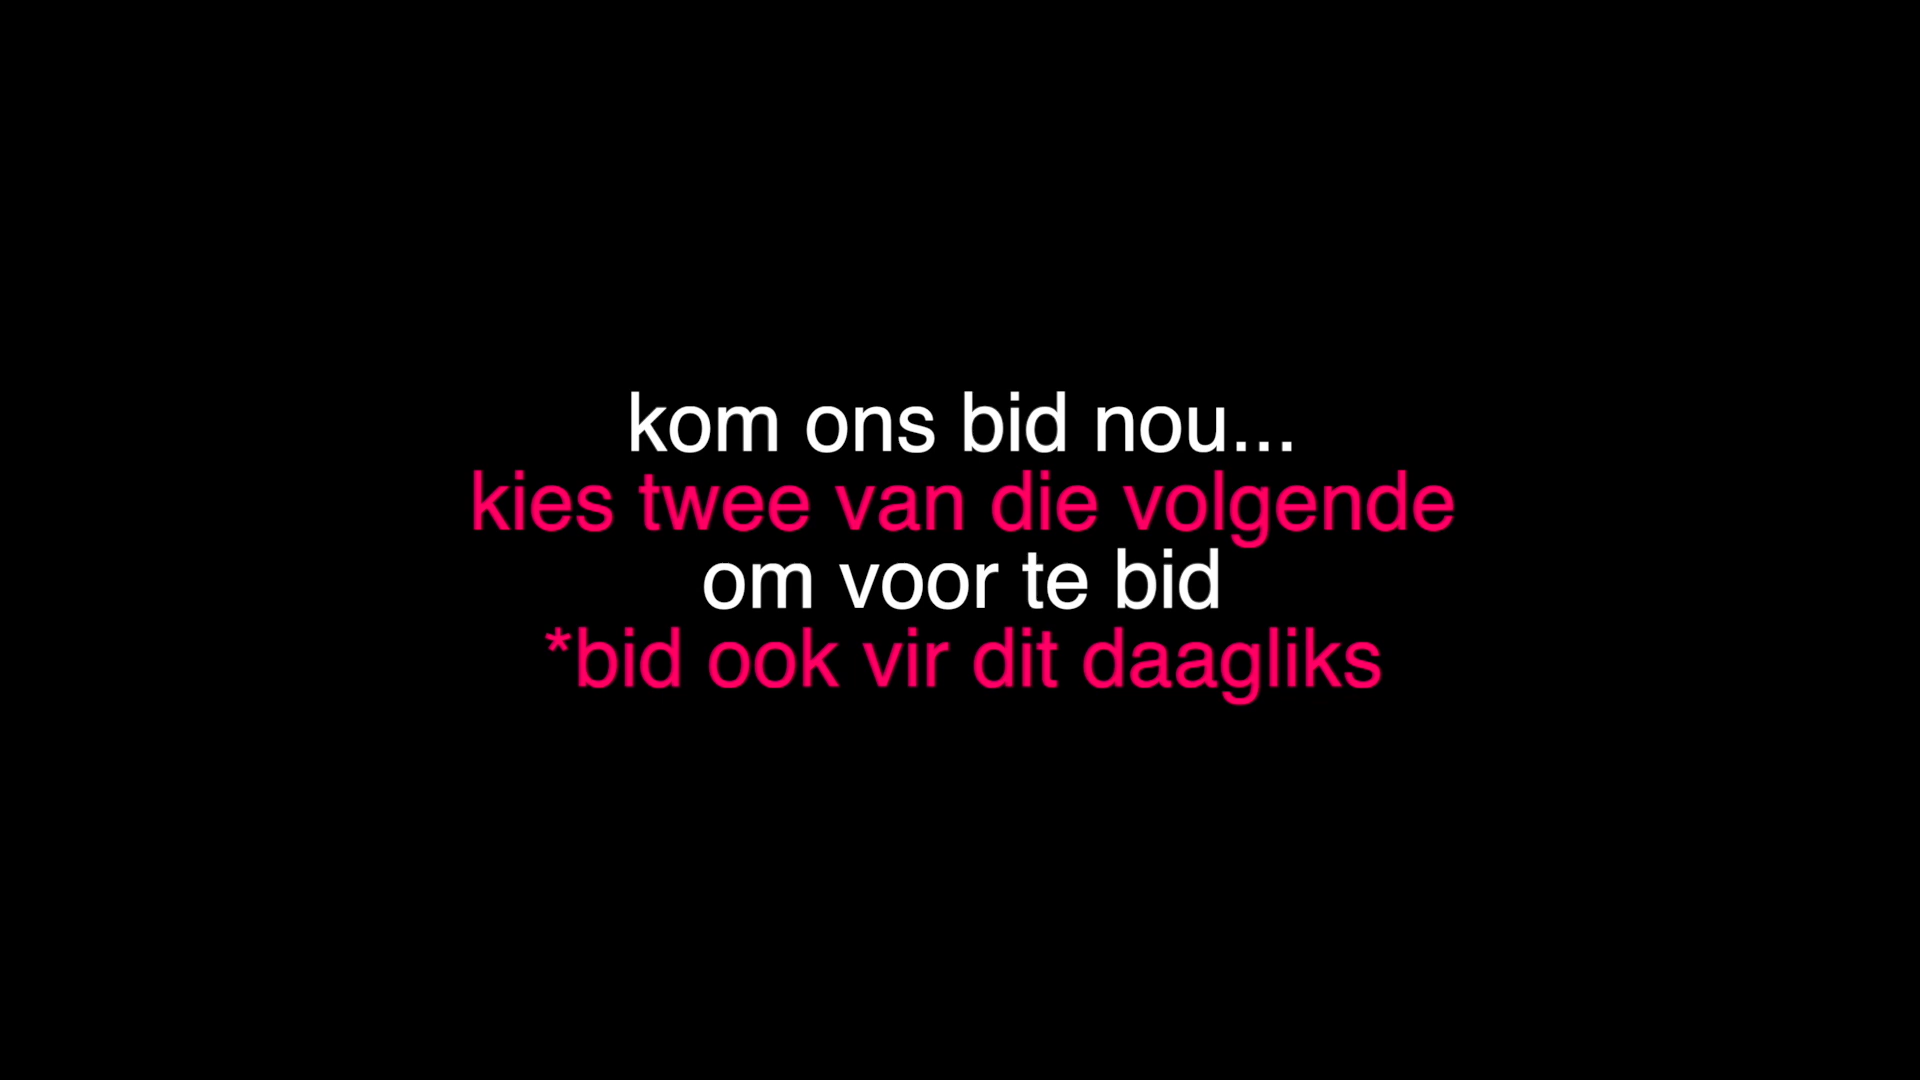 kom ons bid nou...
kies twee van die volgende
om voor te bid
*bid ook vir dit daagliks